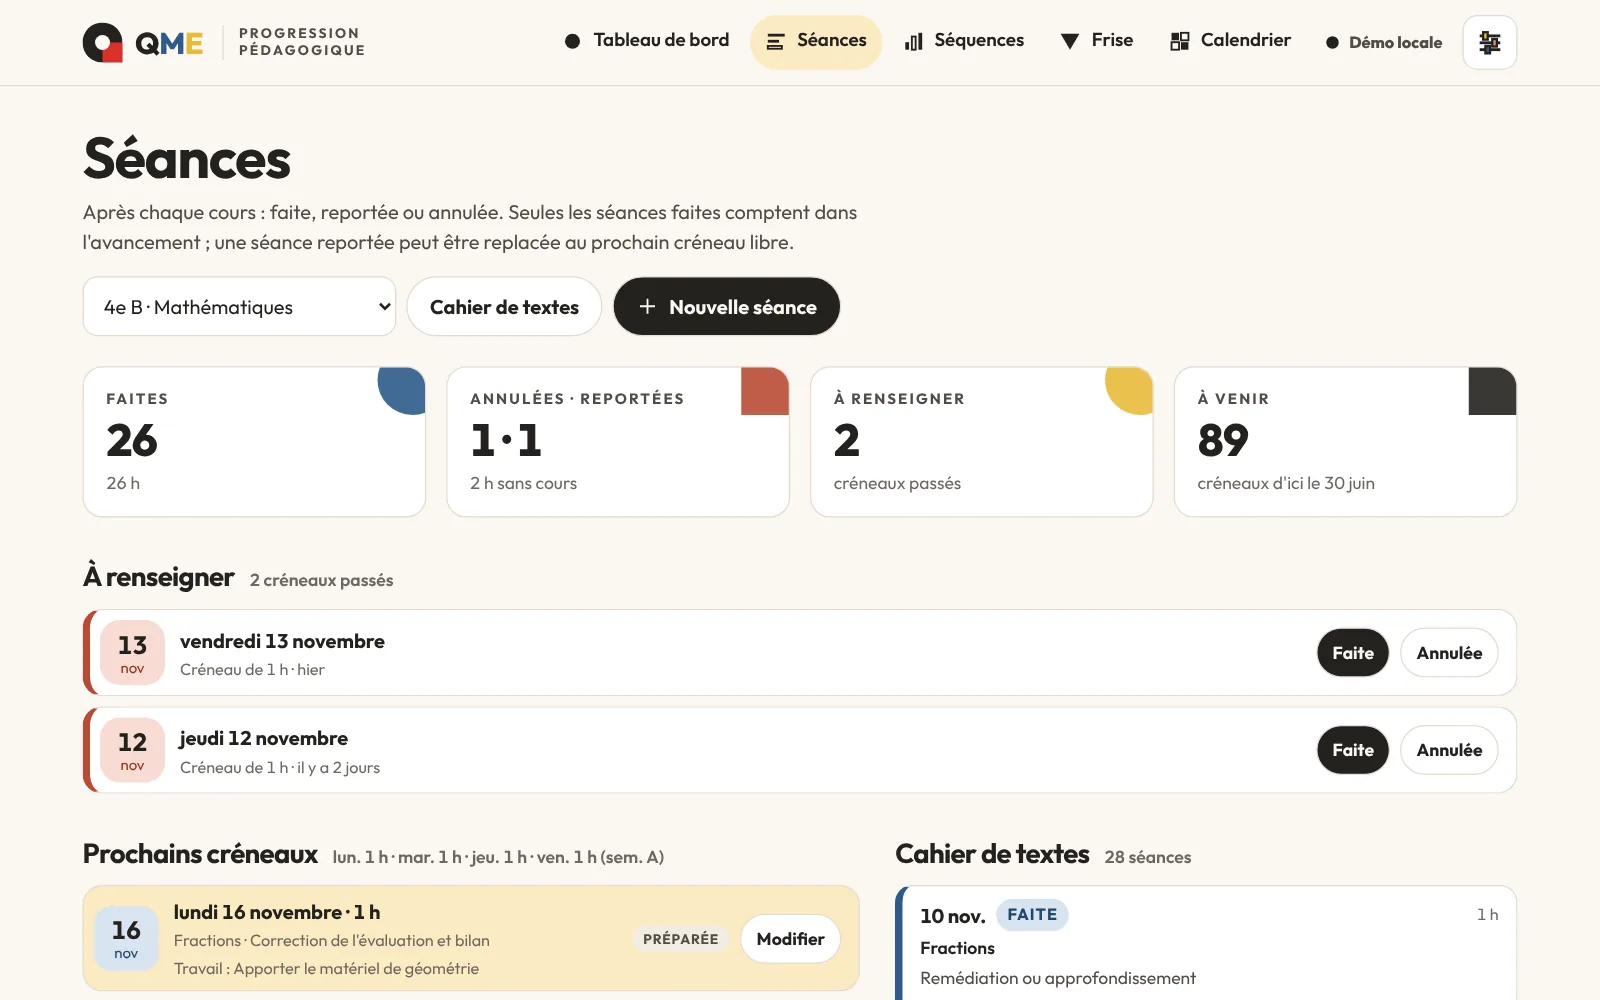 QME
PROGRESSION
PÉDAGOGIQUE
Tableau de bord
Séances
Séquences
Frise
Calendrier
Démo locale
Séances
Après chaque cours : faite, reportée ou annulée. Seules les séances faites comptent dans
l'avancement ; une séance reportée peut être replacée au prochain créneau libre.
4e B · Mathématiques
Cahier de textes
+ Nouvelle séance
FAITES
26
26 h
ANNULÉES · REPORTÉES
1 · 1
2 h sans cours
À RENSEIGNER
2
créneaux passés
À VENIR
89
créneaux d'ici le 30 juin
À renseigner 2 créneaux passés
13
nov
vendredi 13 novembre
Créneau de 1 h · hier
Faite
Annulée
12
nov
jeudi 12 novembre
Créneau de 1 h · il y a 2 jours
Faite
Annulée
Prochains créneaux lun. 1 h · mar. 1 h · jeu. 1 h · ven. 1 h (sem. A)
16
nov
lundi 16 novembre · 1 h
Fractions · Correction de l'évaluation et bilan
Travail : Apporter le matériel de géométrie
PRÉPARÉE
Modifier
Cahier de textes 28 séances
10 nov. FAITE 1 h
Fractions
Remédiation ou approfondissement